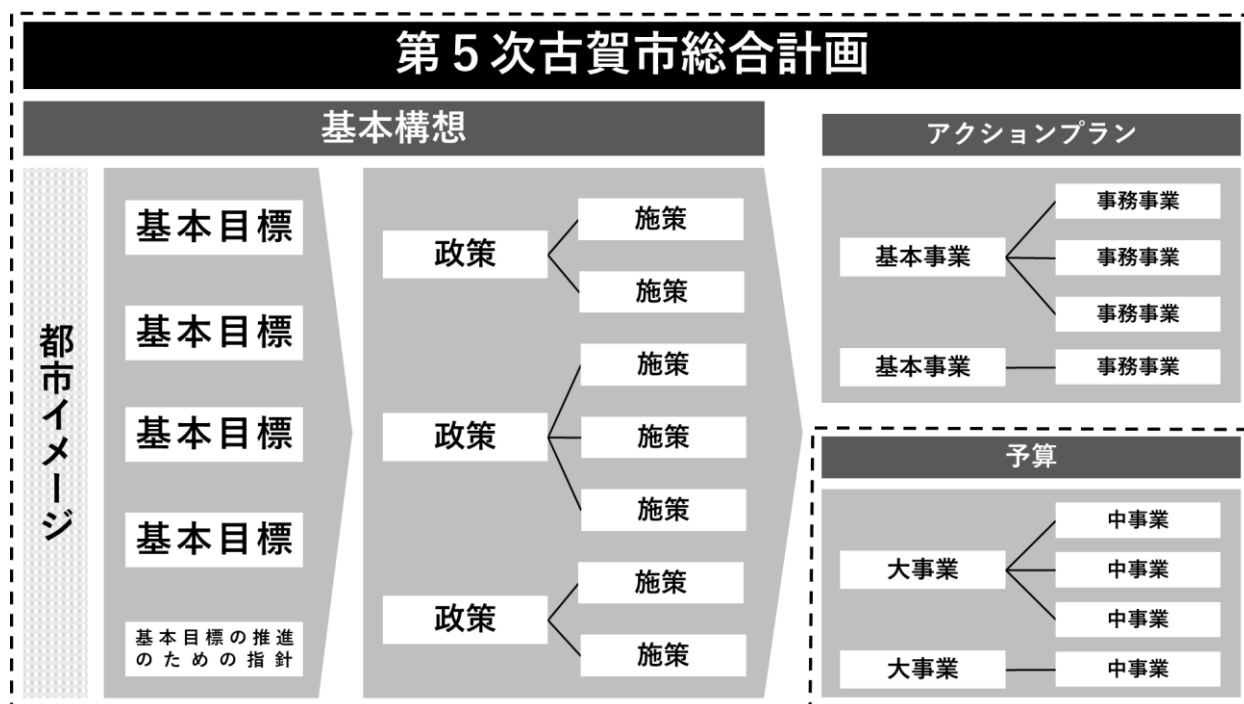 第5次古賀市総合計画
基本構想
都市イメージ
基本目標
基本目標
基本目標
基本目標
基本目標の推進
のための指針
政策
施策
施策
政策
施策
施策
施策
政策
施策
施策
アクションプラン
基本事業
事務事業
事務事業
事務事業
基本事業
事務事業
予算
大事業
中事業
中事業
中事業
大事業
中事業